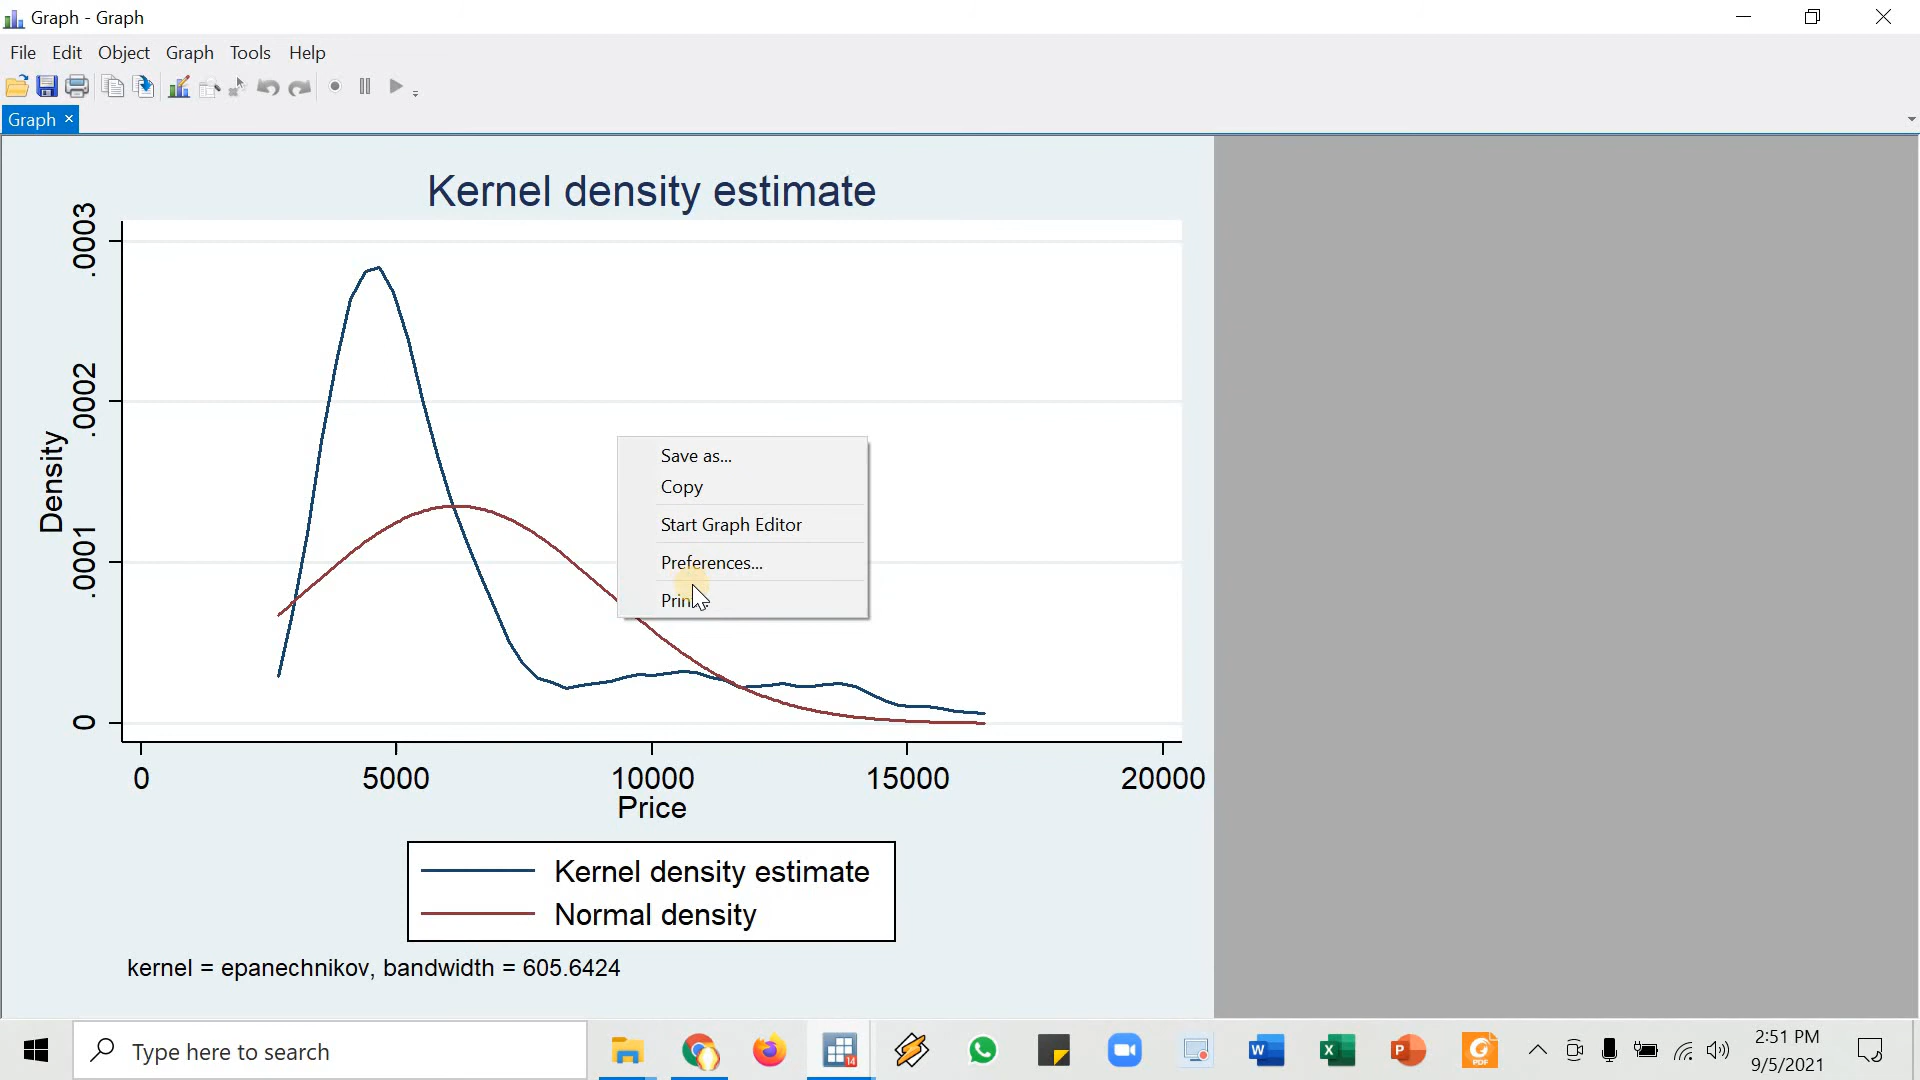 Graph - Graph
File Edit Object Graph Tools Help
Graph
Kernel density estimate
.0003
.0002
.0001
0
Density
Save as...
Copy
Start Graph Editor
Preferences...
0 5000 10000 15000 20000
Price
Kernel density estimate
Normal density
kernel = epanechnikov, bandwidth = 605.6424
Type here to search
14
PDF
2:51 PM
9/5/2021